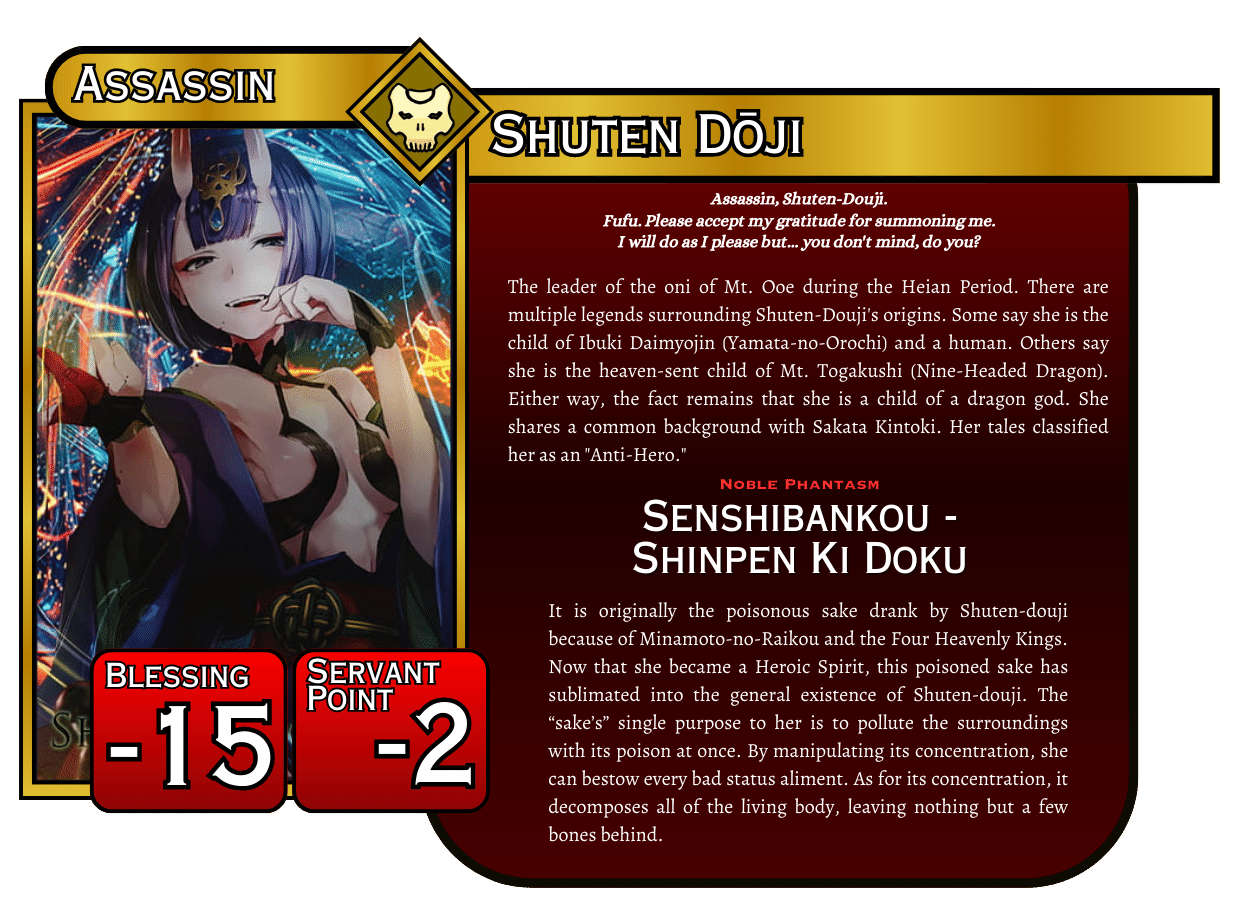 Assassin
Shuten Dōji
Assassin, Shuten-Douji.
Fufu. Please accept my gratitude for summoning me.
I will do as I please but... you don't mind, do you?
The leader of the oni of Mt. Ooe during the Heian Period. There are
multiple legends surrounding Shuten-Douji's origins. Some say she is the
child of Ibuki Daimyojin (Yamata-no-Orochi) and a human. Others say
she is the heaven-sent child of Mt. Togakushi (Nine-Headed Dragon).
Either way, the fact remains that she is a child of a dragon god. She
shares a common background with Sakata Kintoki. Her tales classified
her as an "Anti-Hero."
Noble Phantasm
Senshibankou -
Shinpen Ki Doku
It is originally the poisonous sake drank by Shuten-douji
because of Minamoto-no-Raikou and the Four Heavenly Kings.
Now that she became a Heroic Spirit, this poisoned sake has
sublimated into the general existence of Shuten-douji. The
“sake’s” single purpose to her is to pollute the surroundings
with its poison at once. By manipulating its concentration, she
can bestow every bad status aliment. As for its concentration, it
decomposes all of the living body, leaving nothing but a few
bones behind.
Blessing
-15
Servant
Point
-2